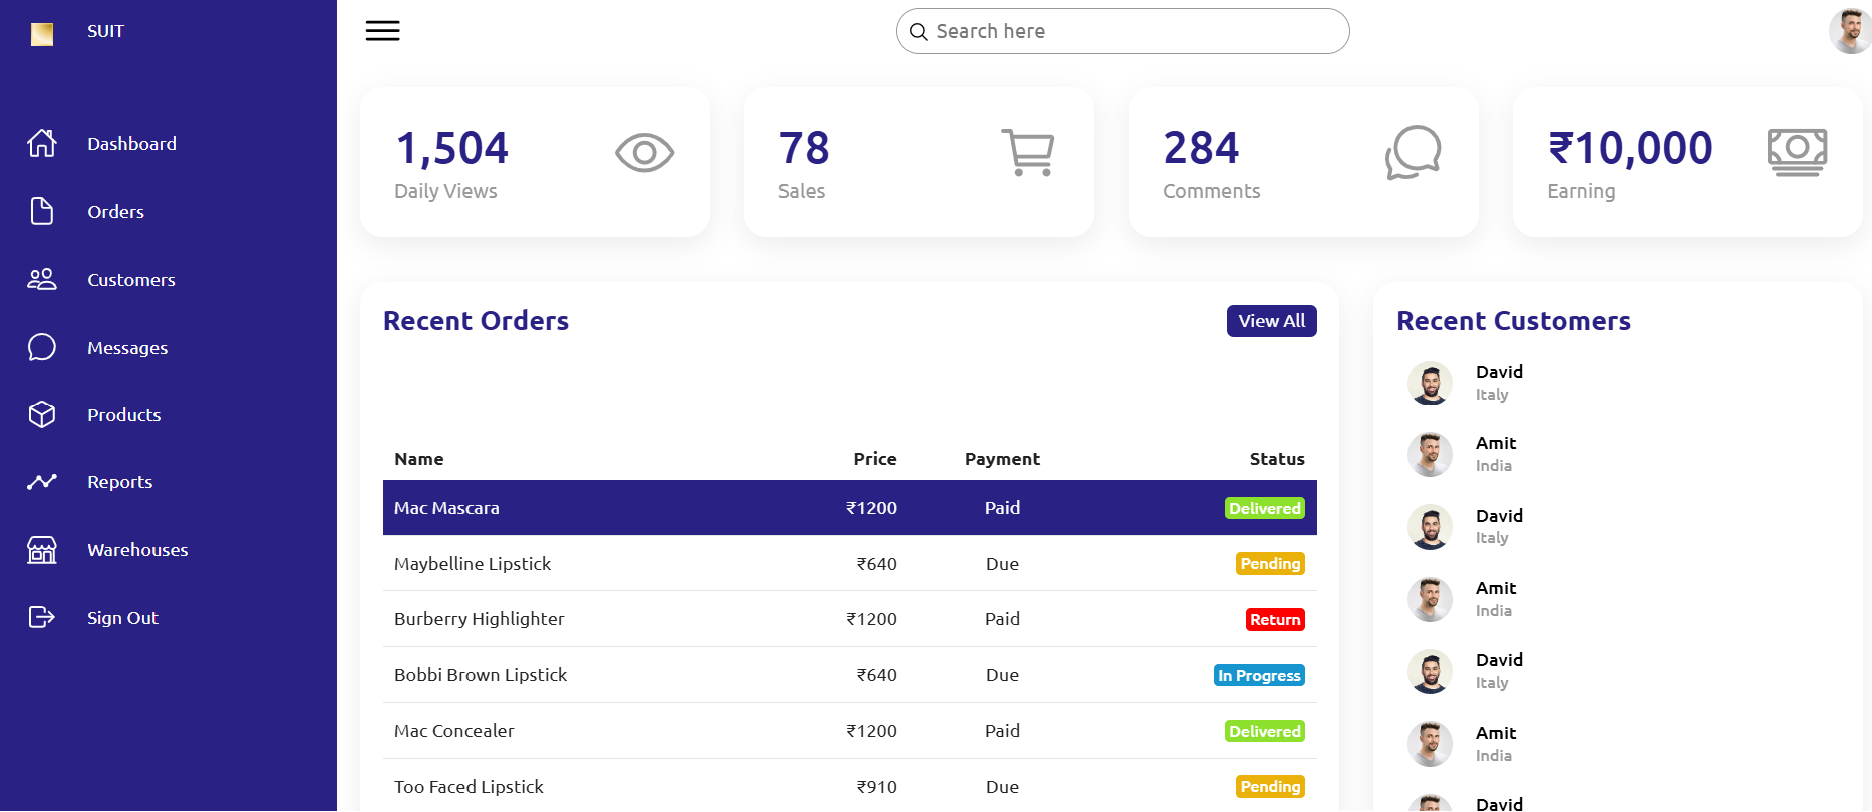 SUIT
Search here
Dashboard
Orders
Customers
Messages
Products
Reports
Warehouses
Sign Out
1,504
Daily Views
78
Sales
284
Comments
₹10,000
Earning
Recent Orders
View All
Name Price Payment Status
Mac Mascara ₹1200 Paid Delivered
Maybelline Lipstick ₹640 Due Pending
Burberry Highlighter ₹1200 Paid Return
Bobbi Brown Lipstick ₹640 Due In Progress
Mac Concealer ₹1200 Paid Delivered
Too Faced Lipstick ₹910 Due Pending
Recent Customers
David
Italy
Amit
India
David
Italy
Amit
India
David
Italy
Amit
India
David